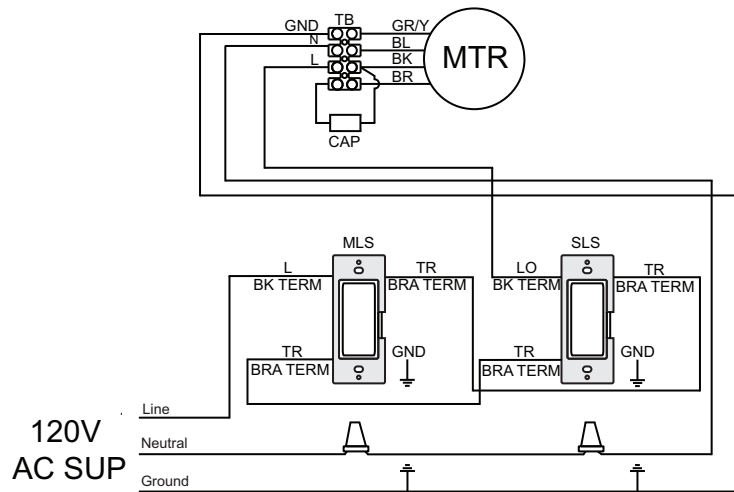 TB
GND
GR/Y
N
BL
L
BK
BR
MTR
CAP
MLS
SLS
L
BK TERM
TR
BRA TERM
LO
BK TERM
TR
BRA TERM
TR
BRA TERM
GND
TR
BRA TERM
GND
Line
120V
AC SUP
Neutral
Ground